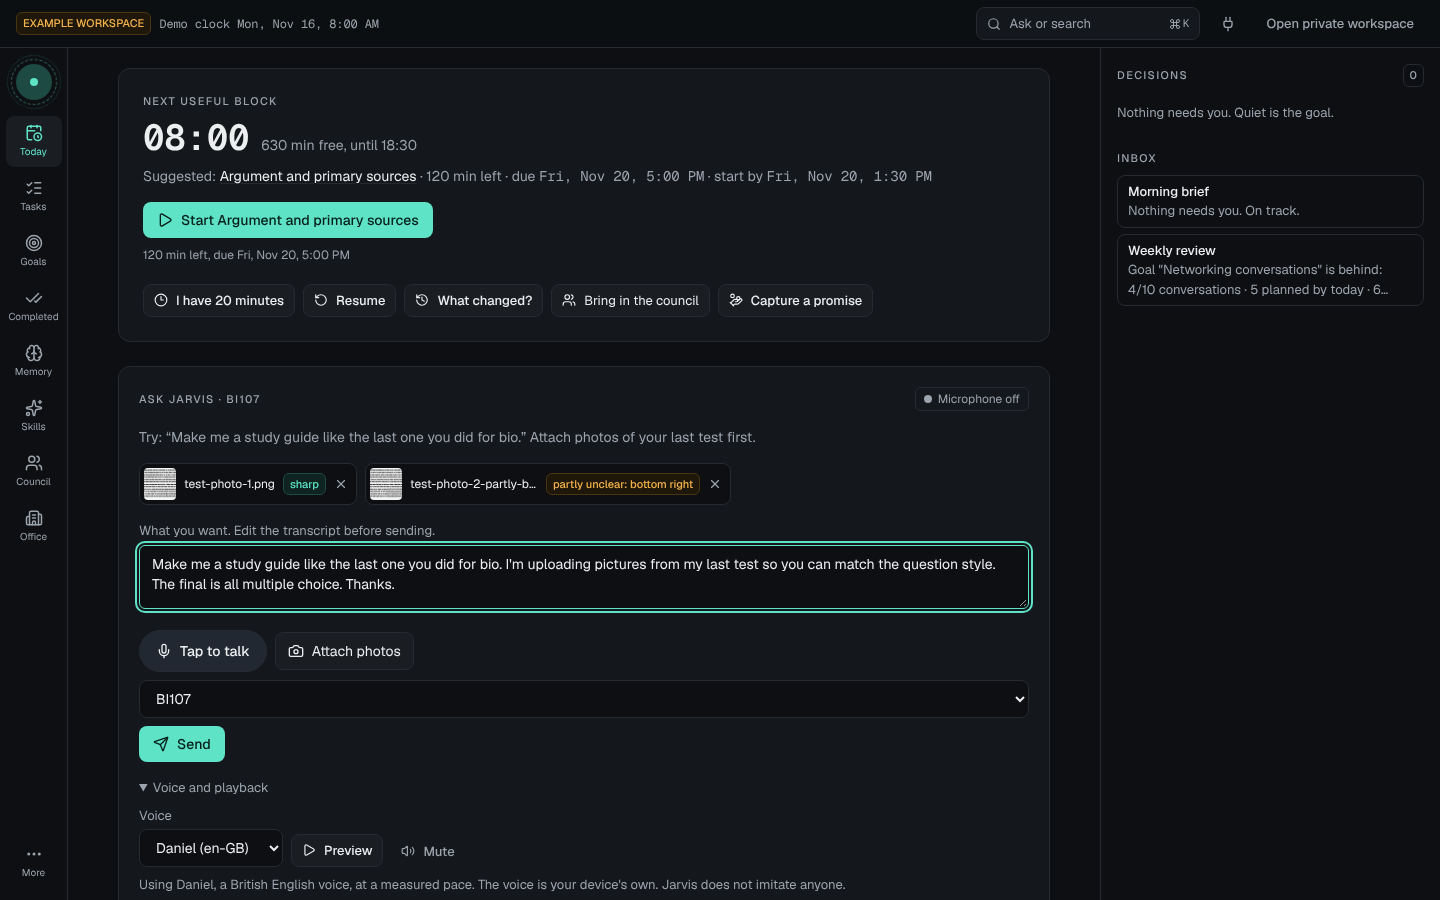 EXAMPLE WORKSPACE Demo clock Mon, Nov 16, 8:00 AM
Ask or search ⌘K
Open private workspace
Today
Tasks
Goals
Completed
Memory
Skills
Council
Office
More
NEXT USEFUL BLOCK
08:00 630 min free, until 18:30
Suggested: Argument and primary sources · 120 min left · due Fri, Nov 20, 5:00 PM · start by Fri, Nov 20, 1:30 PM
Start Argument and primary sources
120 min left, due Fri, Nov 20, 5:00 PM
I have 20 minutes
Resume
What changed?
Bring in the council
Capture a promise
ASK JARVIS · BI107
Microphone off
Try: “Make me a study guide like the last one you did for bio.” Attach photos of your last test first.
test-photo-1.png sharp
test-photo-2-partly-b... partly unclear: bottom right
What you want. Edit the transcript before sending.
Make me a study guide like the last one you did for bio. I'm uploading pictures from my last test so you can match the question style.
The final is all multiple choice. Thanks.
Tap to talk
Attach photos
BI107
Send
Voice and playback
Voice
Daniel (en-GB)
Preview
Mute
Using Daniel, a British English voice, at a measured pace. The voice is your device's own. Jarvis does not imitate anyone.
DECISIONS 0
Nothing needs you. Quiet is the goal.
INBOX
Morning brief
Nothing needs you. On track.
Weekly review
Goal "Networking conversations" is behind:
4/10 conversations · 5 planned by today · 6...